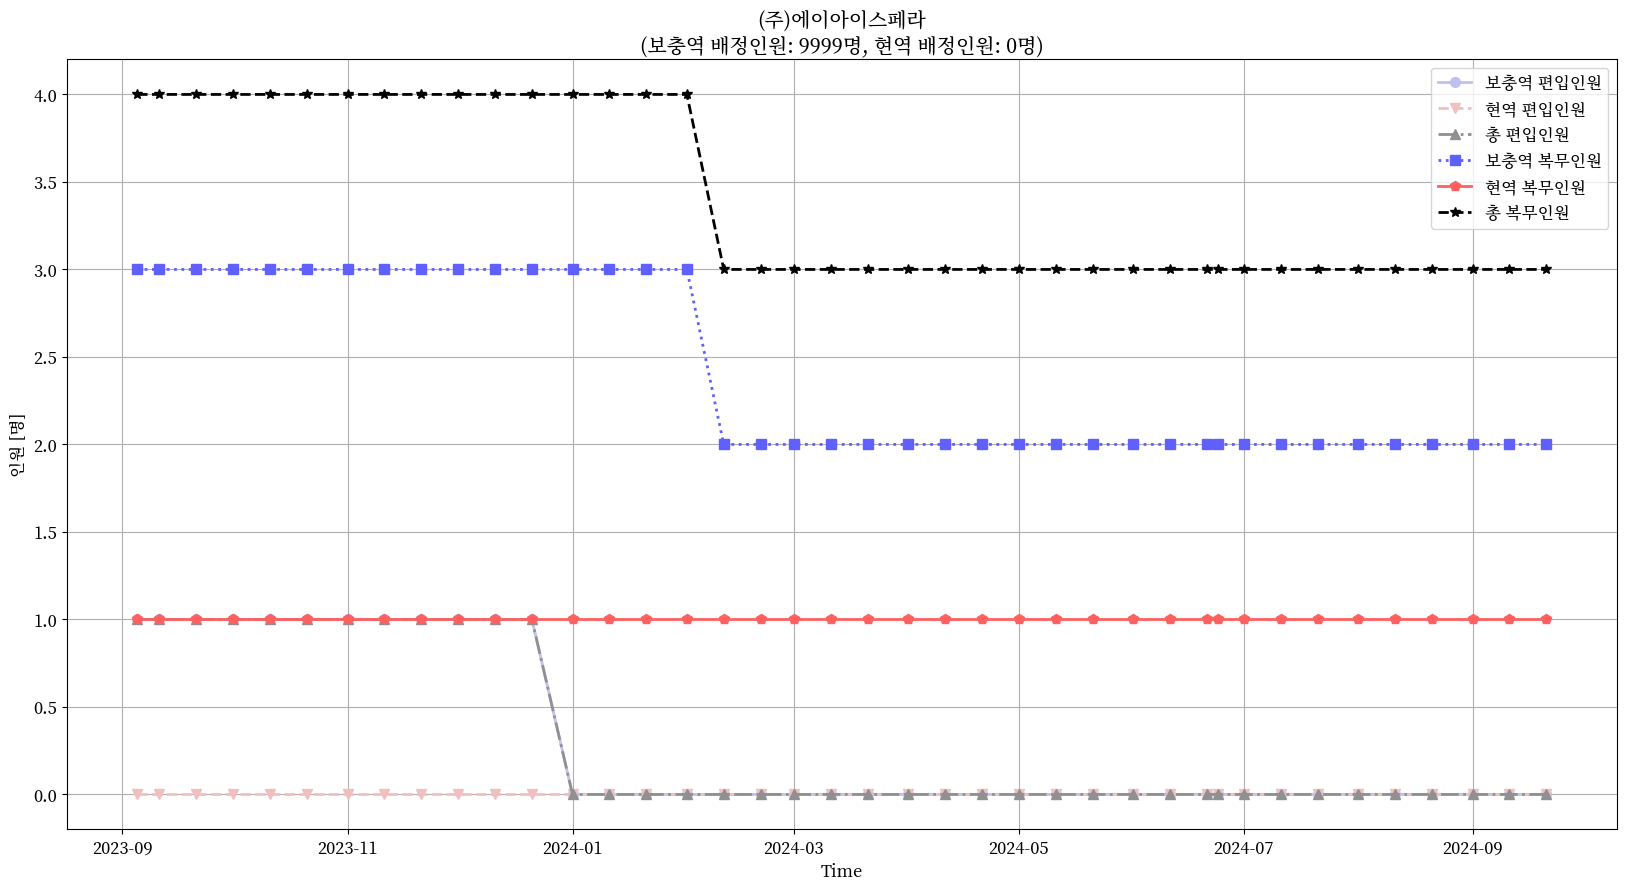 (주)에이아이스페라
(보충역 배정인원: 9999명, 현역 배정인원: 0명)
보충역 편입인원
현역 편입인원
총 편입인원
보충역 복무인원
현역 복무인원
총 복무인원
인원 [명]
4.0
3.5
3.0
2.5
2.0
1.5
1.0
0.5
0.0
2023-09 2023-11 2024-01 2024-03 2024-05 2024-07 2024-09
Time